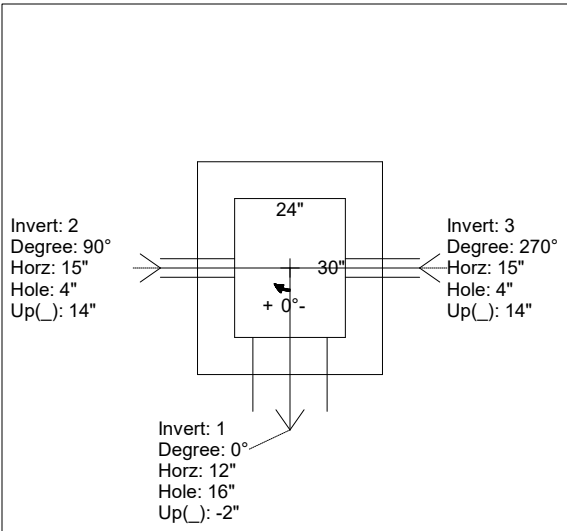 24"
Invert: 2
Degree: 90°
Horz: 15"
Hole: 4"
Up(_): 14"
30"
Invert: 3
Degree: 270°
Horz: 15"
Hole: 4"
Up(_): 14"
+ 0°-
Invert: 1
Degree: 0°
Horz: 12"
Hole: 16"
Up(_): -2"